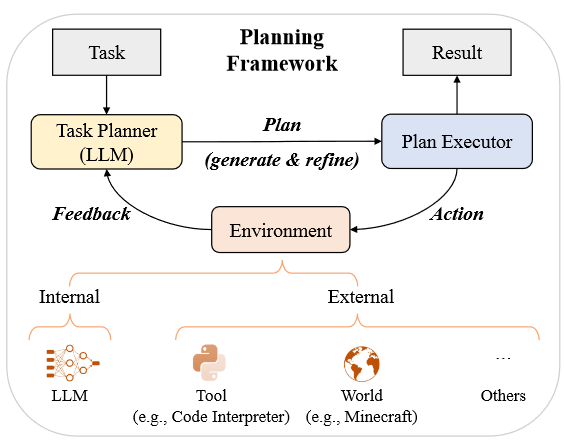 Task
Planning
Framework
Result
Task Planner
(LLM)
Plan
(generate & refine)
Plan Executor
Feedback
Environment
Action
Internal
External
LLM
Tool
(e.g., Code Interpreter)
World
(e.g., Minecraft)
...
Others